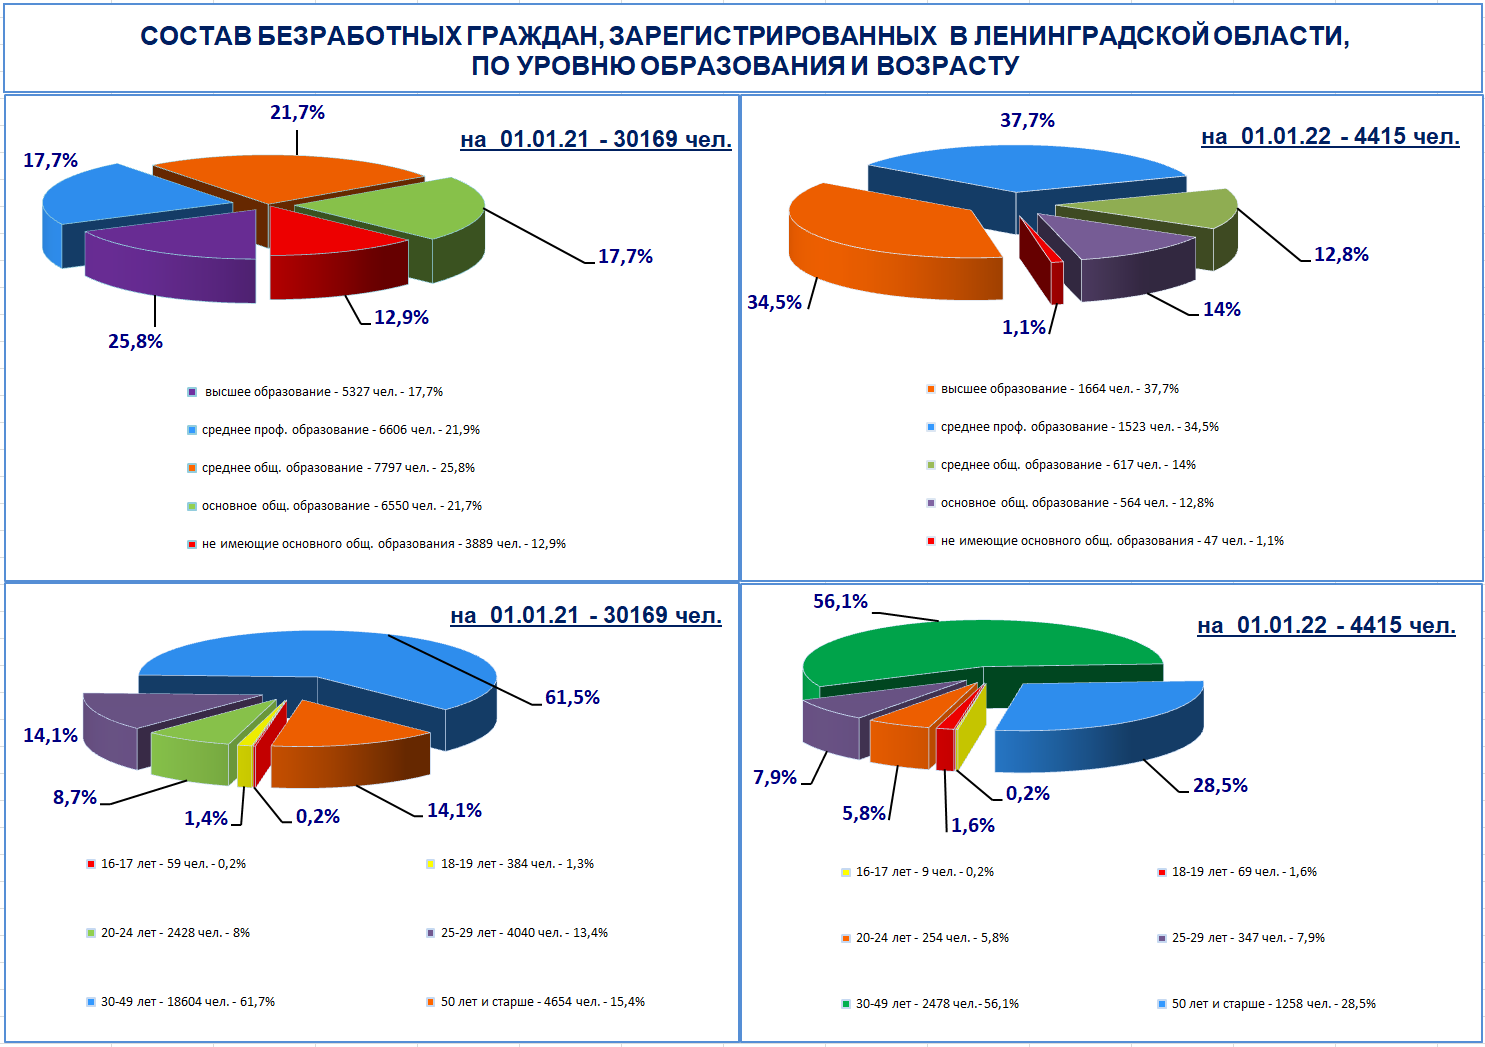 СОСТАВ БЕЗРАБОТНЫХ ГРАЖДАН, ЗАРЕГИСТРИРОВАННЫХ В ЛЕНИНГРАДСКОЙ ОБЛАСТИ,
ПО УРОВНЮ ОБРАЗОВАНИЯ И ВОЗРАСТУ
на 01.01.21 - 30169 чел.
21,7%
17,7%
17,7%
12,9%
25,8%
высшее образование - 5327 чел. - 17,7%
среднее проф. образование - 6606 чел. - 21,9%
среднее общ. образование - 7797 чел. - 25,8%
основное общ. образование - 6550 чел. - 21,7%
не имеющие основного общ. образования - 3889 чел. - 12,9%
на 01.01.22 - 4415 чел.
37,7%
12,8%
34,5%
14%
1,1%
высшее образование - 1664 чел. - 37,7%
среднее проф. образование - 1523 чел. - 34,5%
среднее общ. образование - 617 чел. - 14%
основное общ. образование - 564 чел. - 12,8%
не имеющие основного общ. образования - 47 чел. - 1,1%
на 01.01.21 - 30169 чел.
61,5%
14,1%
8,7%
1,4%
0,2%
14,1%
16-17 лет - 59 чел. - 0,2%
18-19 лет - 384 чел. - 1,3%
20-24 лет - 2428 чел. - 8%
25-29 лет - 4040 чел. - 13,4%
30-49 лет - 18604 чел. - 61,7%
50 лет и старше - 4654 чел. - 15,4%
56,1%
на 01.01.22 - 4415 чел.
7,9%
28,5%
0,2%
5,8%
1,6%
16-17 лет - 9 чел. - 0,2%
18-19 лет - 69 чел. - 1,6%
20-24 лет - 254 чел. - 5,8%
25-29 лет - 347 чел. - 7,9%
30-49 лет - 2478 чел.- 56,1%
50 лет и старше - 1258 чел. - 28,5%